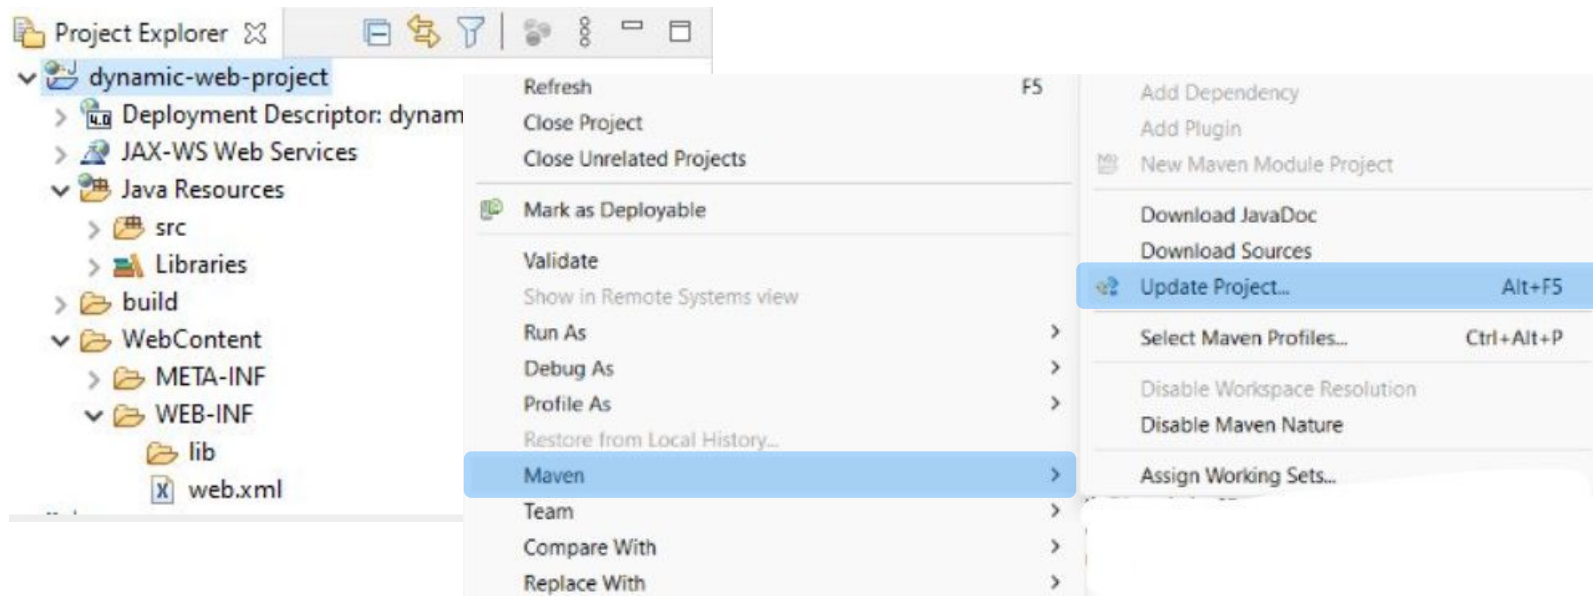 Project Explorer
dynamic-web-project
4.0 Deployment Descriptor: dynam
JAX-WS Web Services
Java Resources
src
Libraries
build
WebContent
META-INF
WEB-INF
lib
X web.xml
Refresh F5
Close Project
Close Unrelated Projects
Mark as Deployable
Validate
Show in Remote Systems view
Run As
Debug As
Profile As
Restore from Local History...
Maven
Team
Compare With
Replace With
Add Dependency
Add Plugin
New Maven Module Project
Download JavaDoc
Download Sources
Update Project... Alt+F5
Select Maven Profiles... Ctrl+Alt+P
Disable Workspace Resolution
Disable Maven Nature
Assign Working Sets...